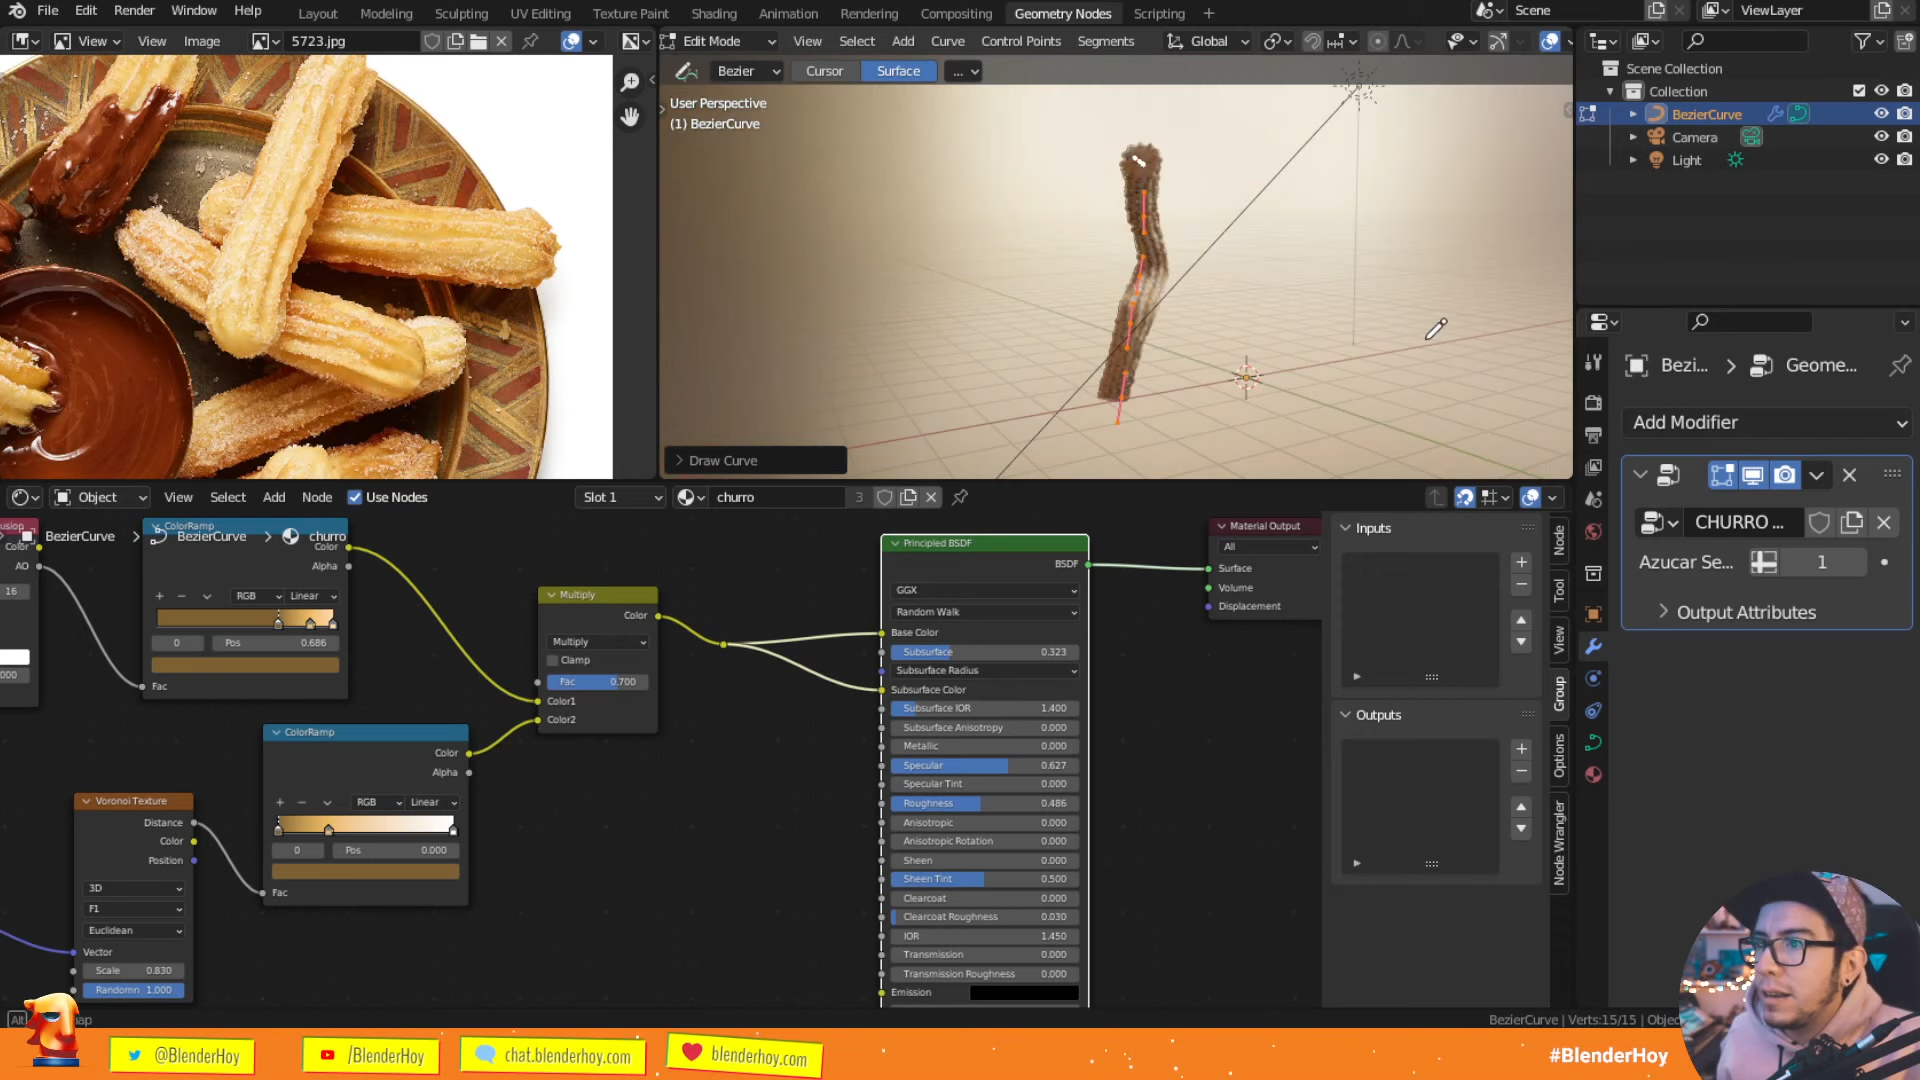 File Edit Render Window Help Layout Modeling Sculpting UV Editing Texture Paint Shading Animation Rendering Compositing Geometry Nodes Scripting + Scene ViewLayer
View View Image 5723.jpg Edit Mode View Select Add Curve Control Points Segments Global
Bezier Cursor Surface ...
User Perspective
(1) BezierCurve
Draw Curve
Scene Collection
Collection
BezierCurve
Camera
Light
Bezi... Geome...
Add Modifier
CHURRO ...
Azucar Se... 1
Output Attributes
Object View Select Add Node Use Nodes Slot 1 churro 3
BezierCurve BezierCurve churro
Color
AO
16
ColorRamp
Color
Alpha
RGB Linear
0 Pos 0.686
Fac
Multiply
Color
Multiply
Clamp
Fac 0.700
Color1
Color2
ColorRamp
Color
Alpha
RGB Linear
0 Pos 0.000
Fac
Voronoi Texture
Distance
Color
Position
3D
F1
Euclidean
Vector
Scale 0.830
Randomn 1.000
Principled BSDF
BSDF
GGX
Random Walk
Base Color
Subsurface 0.323
Subsurface Radius
Subsurface Color
Subsurface IOR 1.400
Subsurface Anisotropy 0.000
Metallic 0.000
Specular 0.627
Specular Tint 0.000
Roughness 0.486
Anisotropic 0.000
Anisotropic Rotation 0.000
Sheen 0.000
Sheen Tint 0.500
Clearcoat 0.000
Clearcoat Roughness 0.030
IOR 1.450
Transmission 0.000
Transmission Roughness 0.000
Emission
Material Output
All
Surface
Volume
Displacement
Inputs
Outputs
Node
Tool
View
Group
Options
Node Wrangler
BezierCurve | Verts:15/15 | Objec
@BlenderHoy
/BlenderHoy
chat.blenderhoy.com
blenderhoy.com
#BlenderHoy